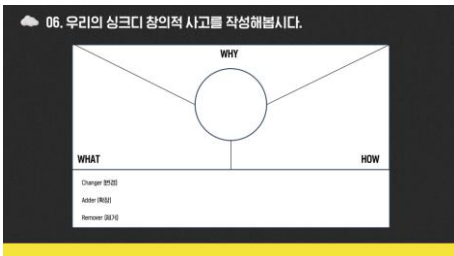 06. 우리의 싱크디 창의적 사고를 작성해봅시다.
WHY
WHAT
HOW
Changer [변경]
Adder [확장]
Remover [제거]